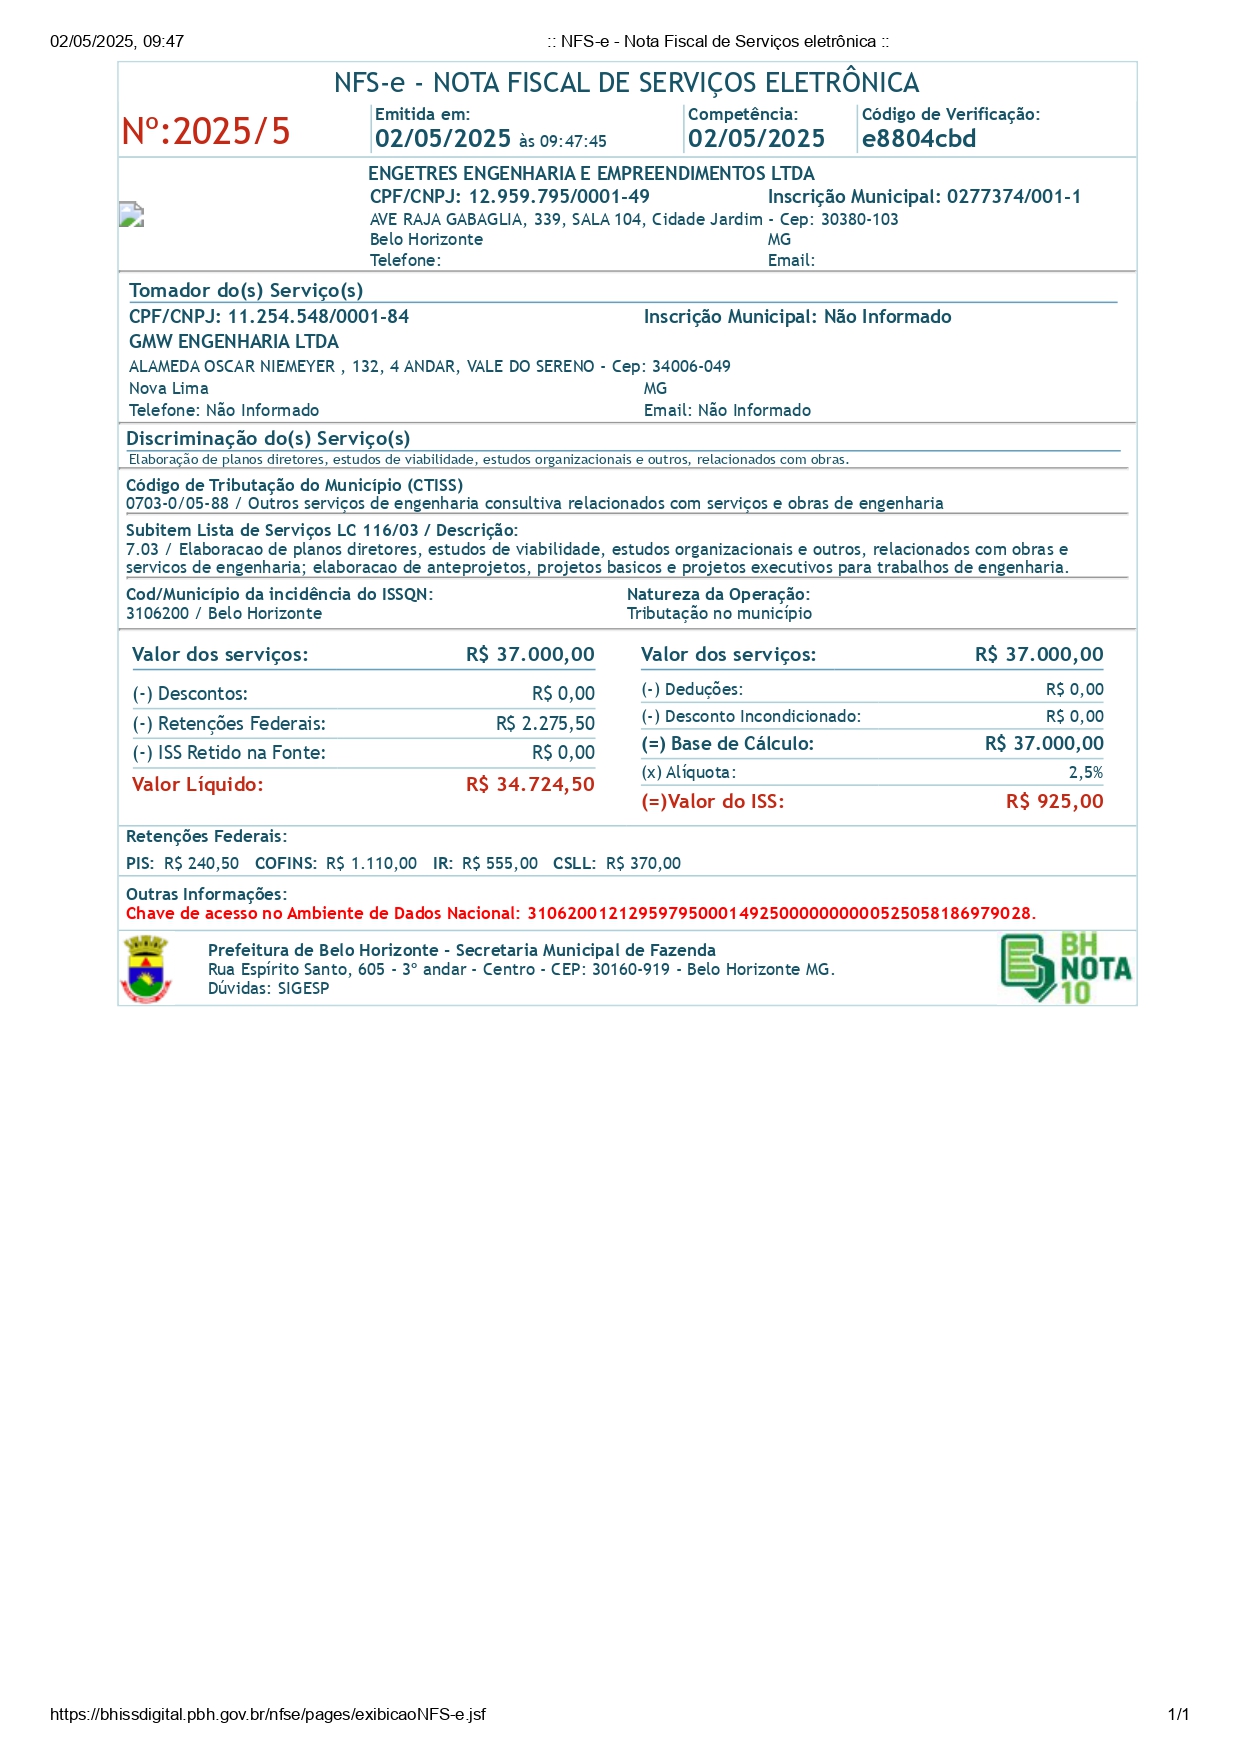 02/05/2025, 09:47 :: NFS-e - Nota Fiscal de Serviços eletrônica ::
NFS-e - NOTA FISCAL DE SERVIÇOS ELETRÔNICA
Nº:2025/5
Emitida em:
02/05/2025 às 09:47:45
Competência:
02/05/2025
Código de Verificação:
e8804cbd
ENGETRES ENGENHARIA E EMPREENDIMENTOS LTDA
CPF/CNPJ: 12.959.795/0001-49 Inscrição Municipal: 0277374/001-1
AVE RAJA GABAGLIA, 339, SALA 104, Cidade Jardim - Cep: 30380-103
Belo Horizonte MG
Telefone: Email:
Tomador do(s) Serviço(s)
CPF/CNPJ: 11.254.548/0001-84 Inscrição Municipal: Não Informado
GMW ENGENHARIA LTDA
ALAMEDA OSCAR NIEMEYER , 132, 4 ANDAR, VALE DO SERENO - Cep: 34006-049
Nova Lima MG
Telefone: Não Informado Email: Não Informado
Discriminação do(s) Serviço(s)
Elaboração de planos diretores, estudos de viabilidade, estudos organizacionais e outros, relacionados com obras.
Código de Tributação do Município (CTISS)
0703-0/05-88 / Outros serviços de engenharia consultiva relacionados com serviços e obras de engenharia
Subitem Lista de Serviços LC 116/03 / Descrição:
7.03 / Elaboracao de planos diretores, estudos de viabilidade, estudos organizacionais e outros, relacionados com obras e
servicos de engenharia; elaboracao de anteprojetos, projetos basicos e projetos executivos para trabalhos de engenharia.
Cod/Município da incidência do ISSQN: Natureza da Operação:
3106200 / Belo Horizonte Tributação no município
Valor dos serviços: R$ 37.000,00
(-) Descontos: R$ 0,00
(-) Retenções Federais: R$ 2.275,50
(-) ISS Retido na Fonte: R$ 0,00
Valor Líquido: R$ 34.724,50
Valor dos serviços: R$ 37.000,00
(-) Deduções: R$ 0,00
(-) Desconto Incondicionado: R$ 0,00
(=) Base de Cálculo: R$ 37.000,00
(x) Alíquota: 2,5%
(=)Valor do ISS: R$ 925,00
Retenções Federais:
PIS: R$ 240,50 COFINS: R$ 1.110,00 IR: R$ 555,00 CSLL: R$ 370,00
Outras Informações:
Chave de acesso no Ambiente de Dados Nacional: 31062001212959795000149250000000000525058186979028.
Prefeitura de Belo Horizonte - Secretaria Municipal de Fazenda
Rua Espírito Santo, 605 - 3º andar - Centro - CEP: 30160-919 - Belo Horizonte MG.
Dúvidas: SIGESP
BH
NOTA
10
https://bhissdigital.pbh.gov.br/nfse/pages/exibicaoNFS-e.jsf 1/1